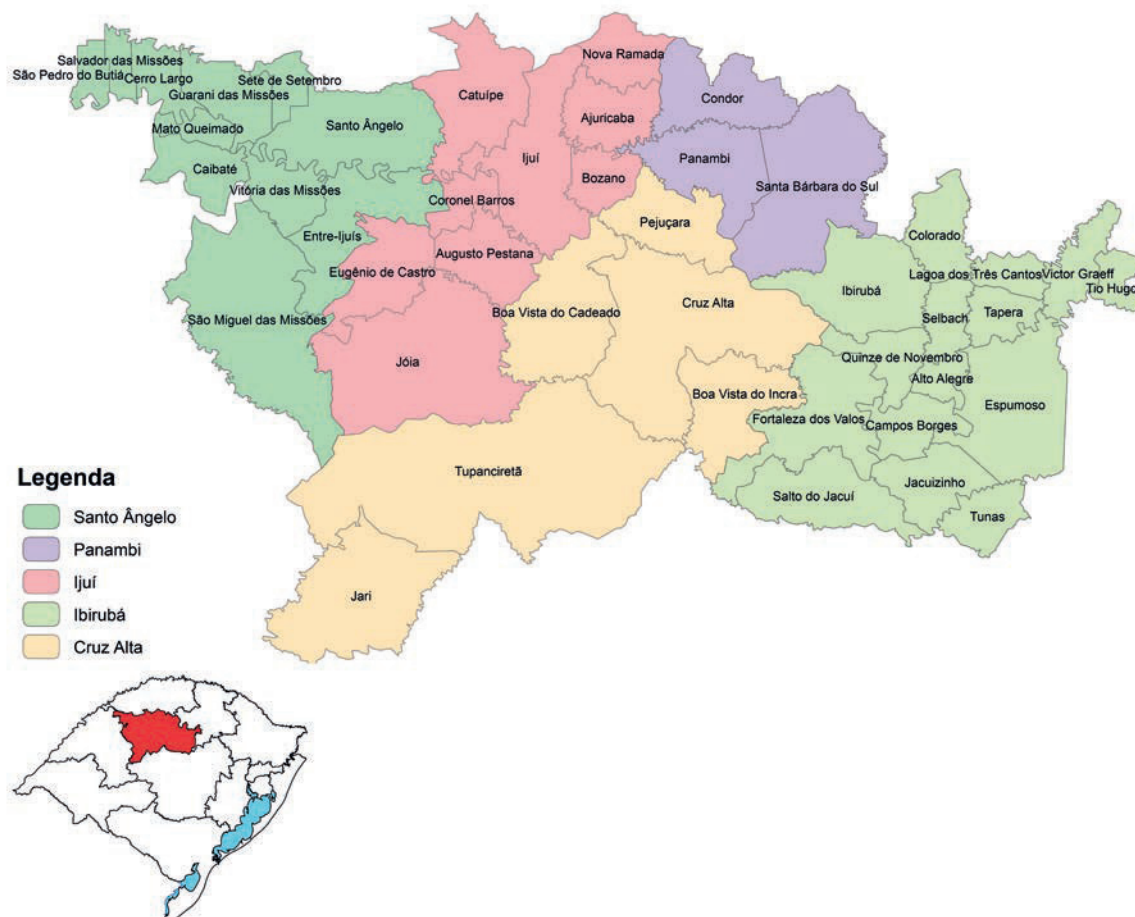 Salvador das Missões
São Pedro do Butiá
Cerro Largo
Sete de Setembro
Guarani das Missões
Mato Queimado
Santo Ângelo
Caibaté
Vitória das Missões
Entre-Ijuís
São Miguel das Missões
Catuípe
Nova Ramada
Ajuricaba
Ijuí
Bozano
Coronel Barros
Augusto Pestana
Eugênio de Castro
Jóia
Condor
Panambi
Santa Bárbara do Sul
Pejuçara
Boa Vista do Cadeado
Cruz Alta
Boa Vista do Incra
Tupanciretã
Jari
Colorado
Ibirubá
Lagoa dos Três Cantos
Victor Graeff
Tio Hugo
Selbach
Tapera
Quinze de Novembro
Alto Alegre
Espumoso
Fortaleza dos Valos
Campos Borges
Salto do Jacuí
Jacuizinho
Tunas
Legenda
Santo Ângelo
Panambi
Ijuí
Ibirubá
Cruz Alta